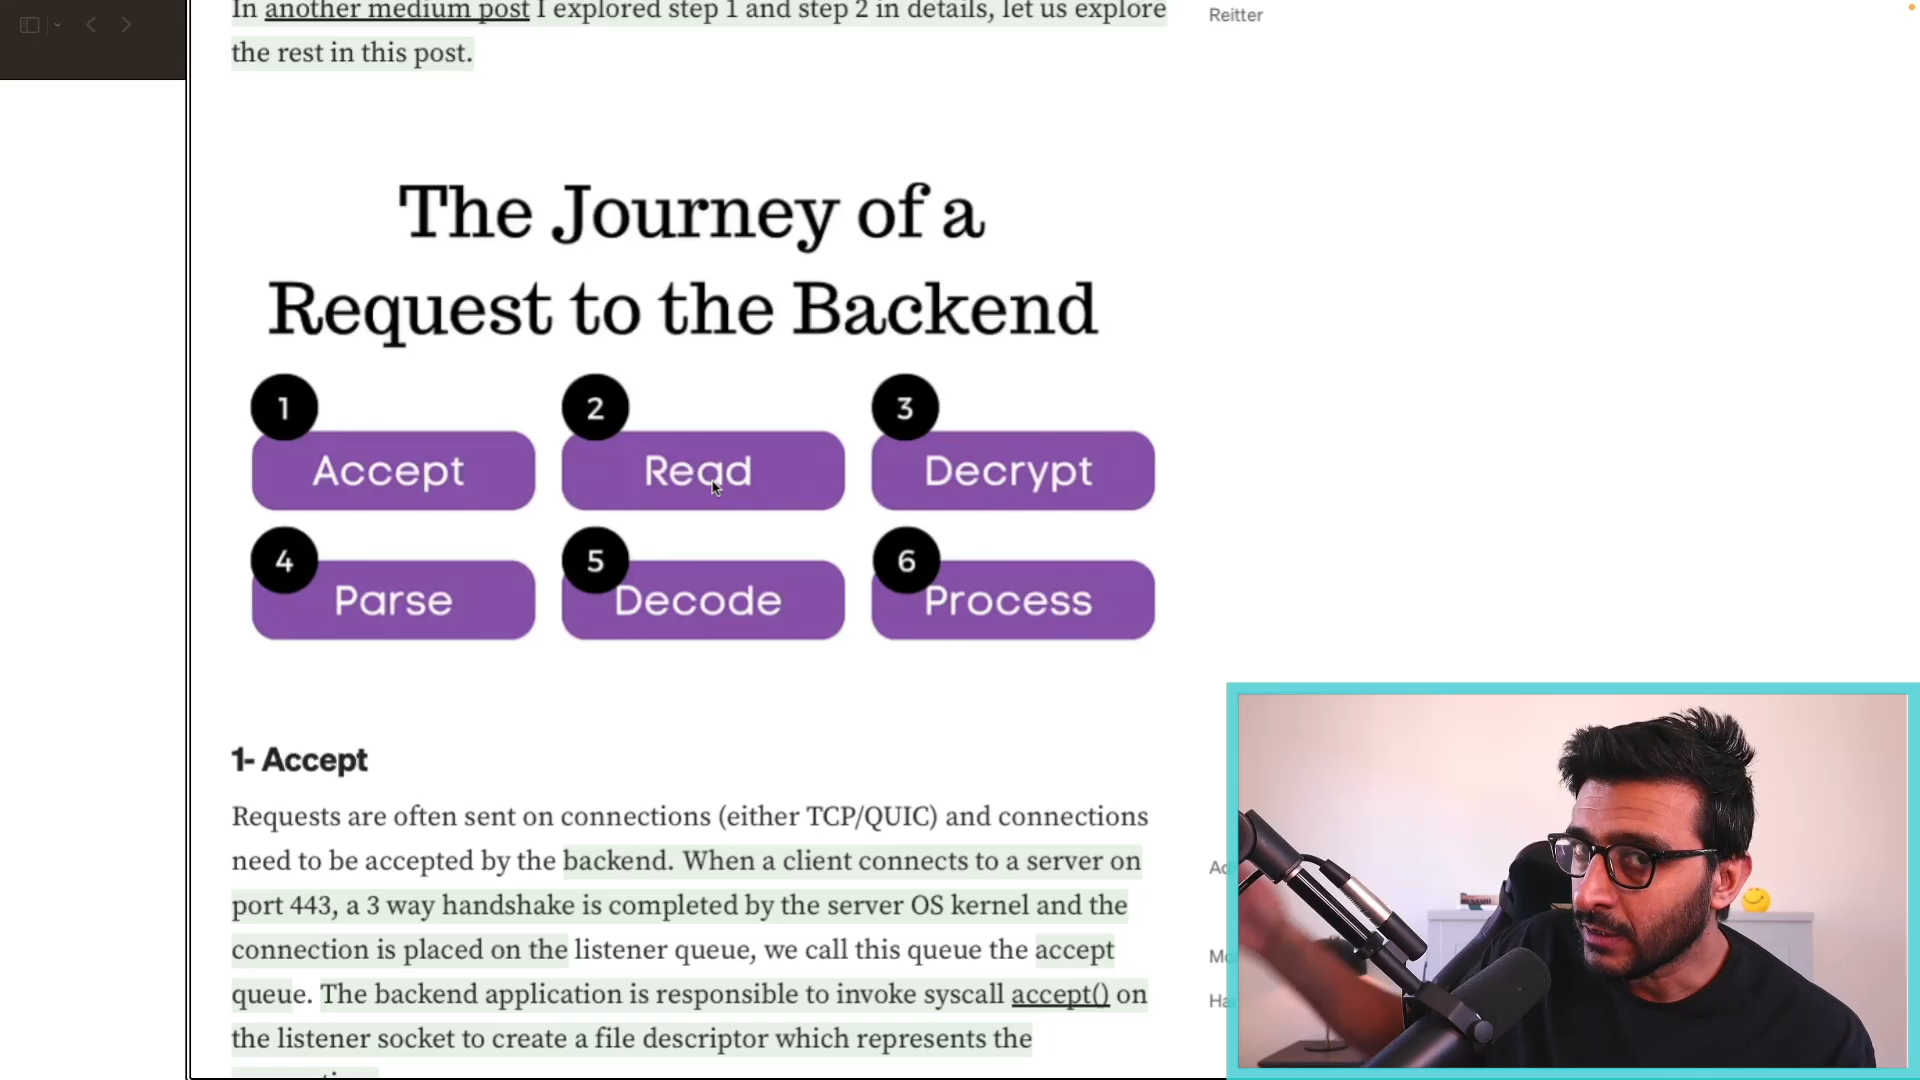 In another medium post I explored step 1 and step 2 in details, let us explore
the rest in this post.
Reitter
The Journey of a
Request to the Backend
1
Accept
2
Read
3
Decrypt
4
Parse
5
Decode
6
Process
1- Accept
Requests are often sent on connections (either TCP/QUIC) and connections
need to be accepted by the backend. When a client connects to a server on
port 443, a 3 way handshake is completed by the server OS kernel and the
connection is placed on the listener queue, we call this queue the accept
queue. The backend application is responsible to invoke syscall accept() on
the listener socket to create a file descriptor which represents the